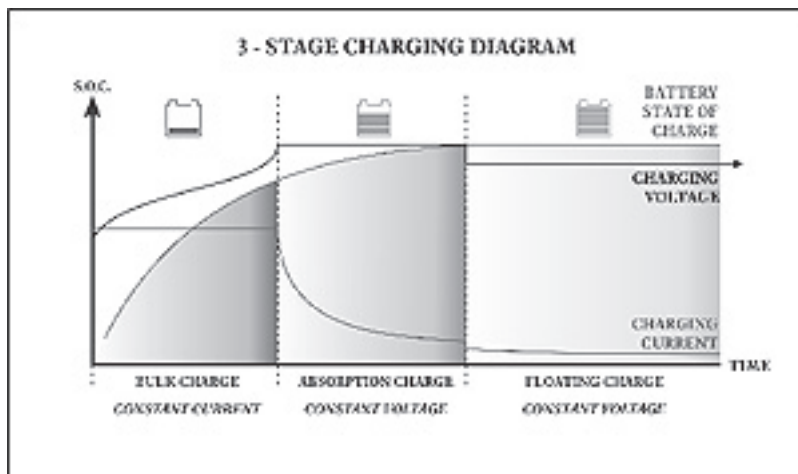 3 - STAGE CHARGING DIAGRAM
S.O.C.
BATTERY
STATE OF
CHARGE
CHARGING
VOLTAGE
CHARGING
CURRENT
TIME
BULK CHARGE
ABSORPTION CHARGE
FLOATING CHARGE
CONSTANT CURRENT
CONSTANT VOLTAGE
CONSTANT VOLTAGE